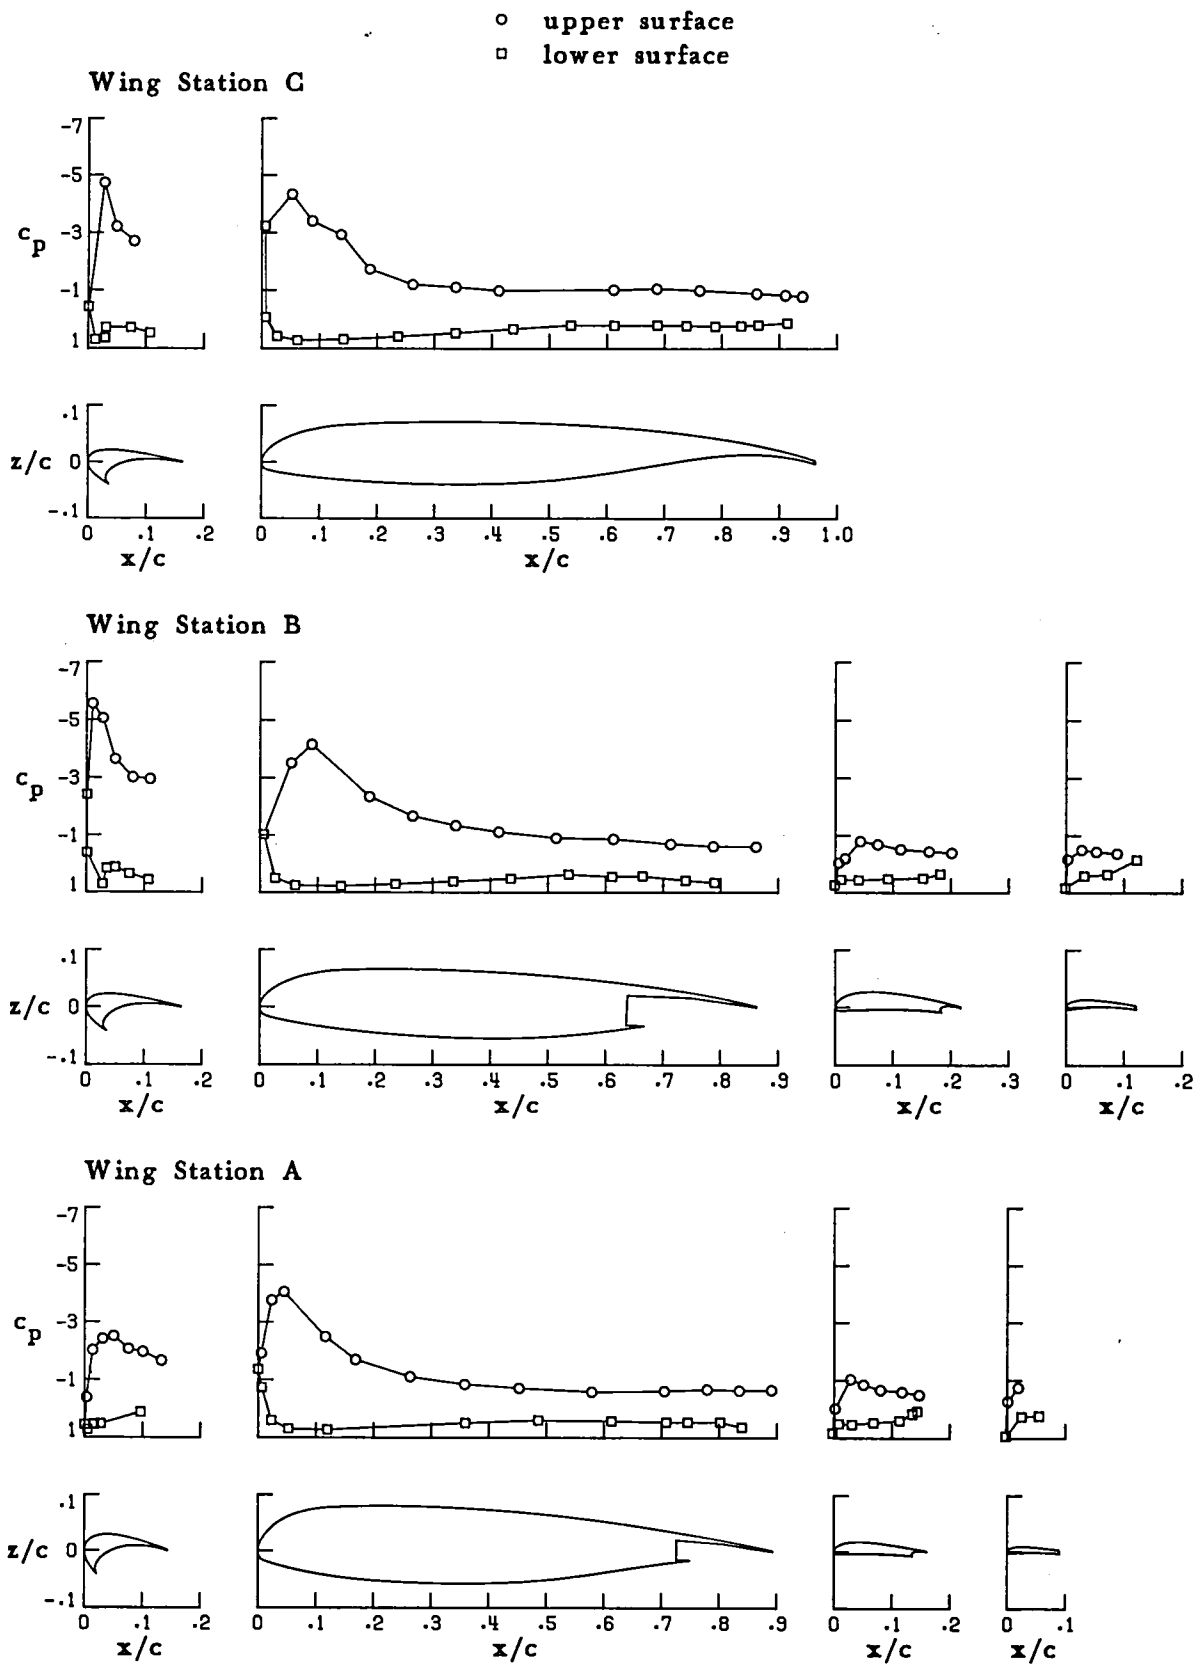 upper surface
lower surface
Wing Station C
-7
-5
c_p -3
-1
1
.1
z/c 0
-.1
0 .1 .2 0 .1 .2 .3 .4 .5 .6 .7 .8 .9 1.0
x/c x/c
Wing Station B
-7
-5
c_p -3
-1
1
.1
z/c 0
-.1
0 .1 .2 0 .1 .2 .3 .4 .5 .6 .7 .8 .9 0 .1 .2 .3 0 .1 .2
x/c x/c x/c x/c
Wing Station A
-7
-5
c_p -3
-1
1
.1
z/c 0
-.1
0 .1 .2 0 .1 .2 .3 .4 .5 .6 .7 .8 .9 0 .1 .2 0 .1
x/c x/c x/c x/c